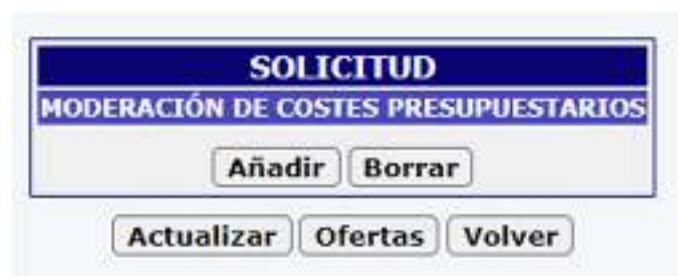 SOLICITUD
MODERACIÓN DE COSTES PRESUPUESTARIOS
Añadir Borrar
Actualizar Ofertas Volver